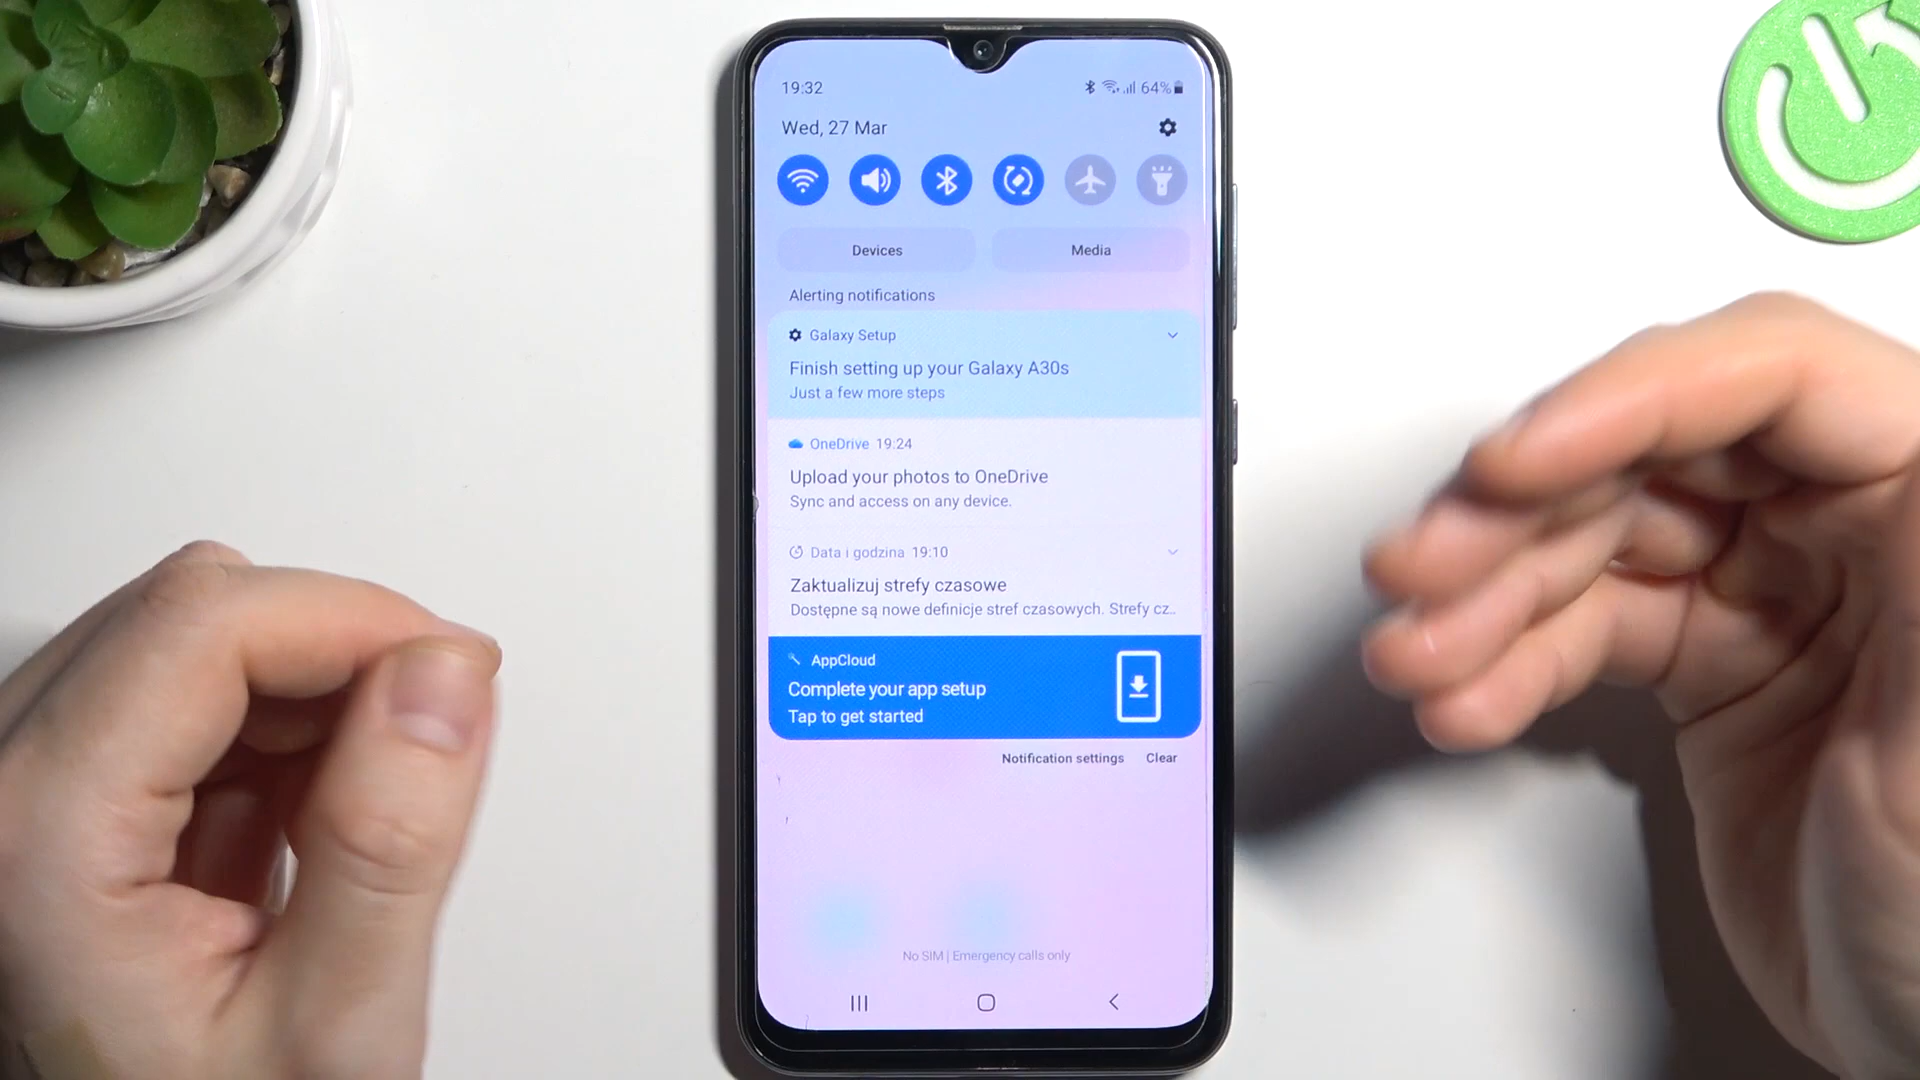 19:32
64%
Wed, 27 Mar
Devices
Media
Alerting notifications
Galaxy Setup
Finish setting up your Galaxy A30s
Just a few more steps
OneDrive 19:24
Upload your photos to OneDrive
Sync and access on any device.
Data i godzina 19:10
Zaktualizuj strefy czasowe
Dostępne są nowe definicje stref czasowych. Strefy cz..
AppCloud
Complete your app setup
Tap to get started
Notification settings
Clear
No SIM | Emergency calls only